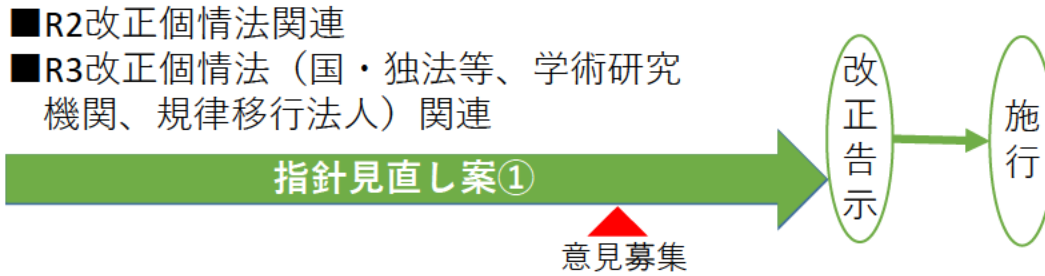 ■R2改正個情法関連
■R3改正個情法（国・独法等、学術研究
機関、規律移行法人）関連
指針見直し案①
意見募集
改正告示
施行